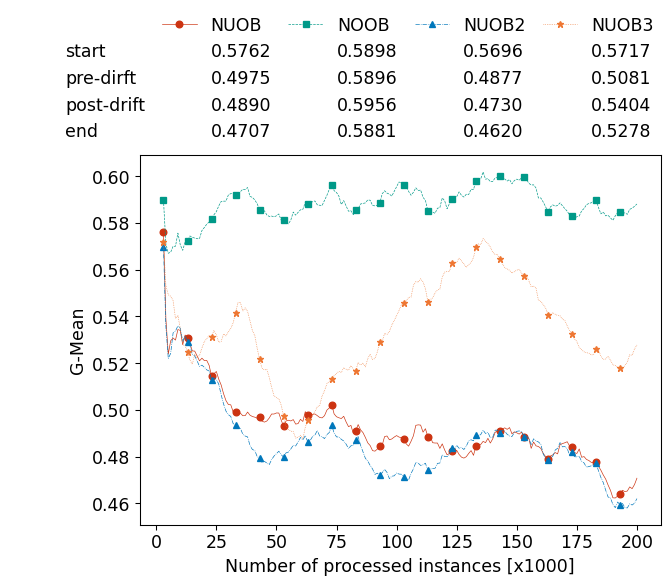 NUOB NOOB NUOB2 NUOB3
start 0.5762 0.5898 0.5696 0.5717
pre-dirft 0.4975 0.5896 0.4877 0.5081
post-drift 0.4890 0.5956 0.4730 0.5404
end 0.4707 0.5881 0.4620 0.5278
0.60
0.58
0.56
0.54
0.52
0.50
0.48
0.46
G-Mean
0 25 50 75 100 125 150 175 200
Number of processed instances [x1000]